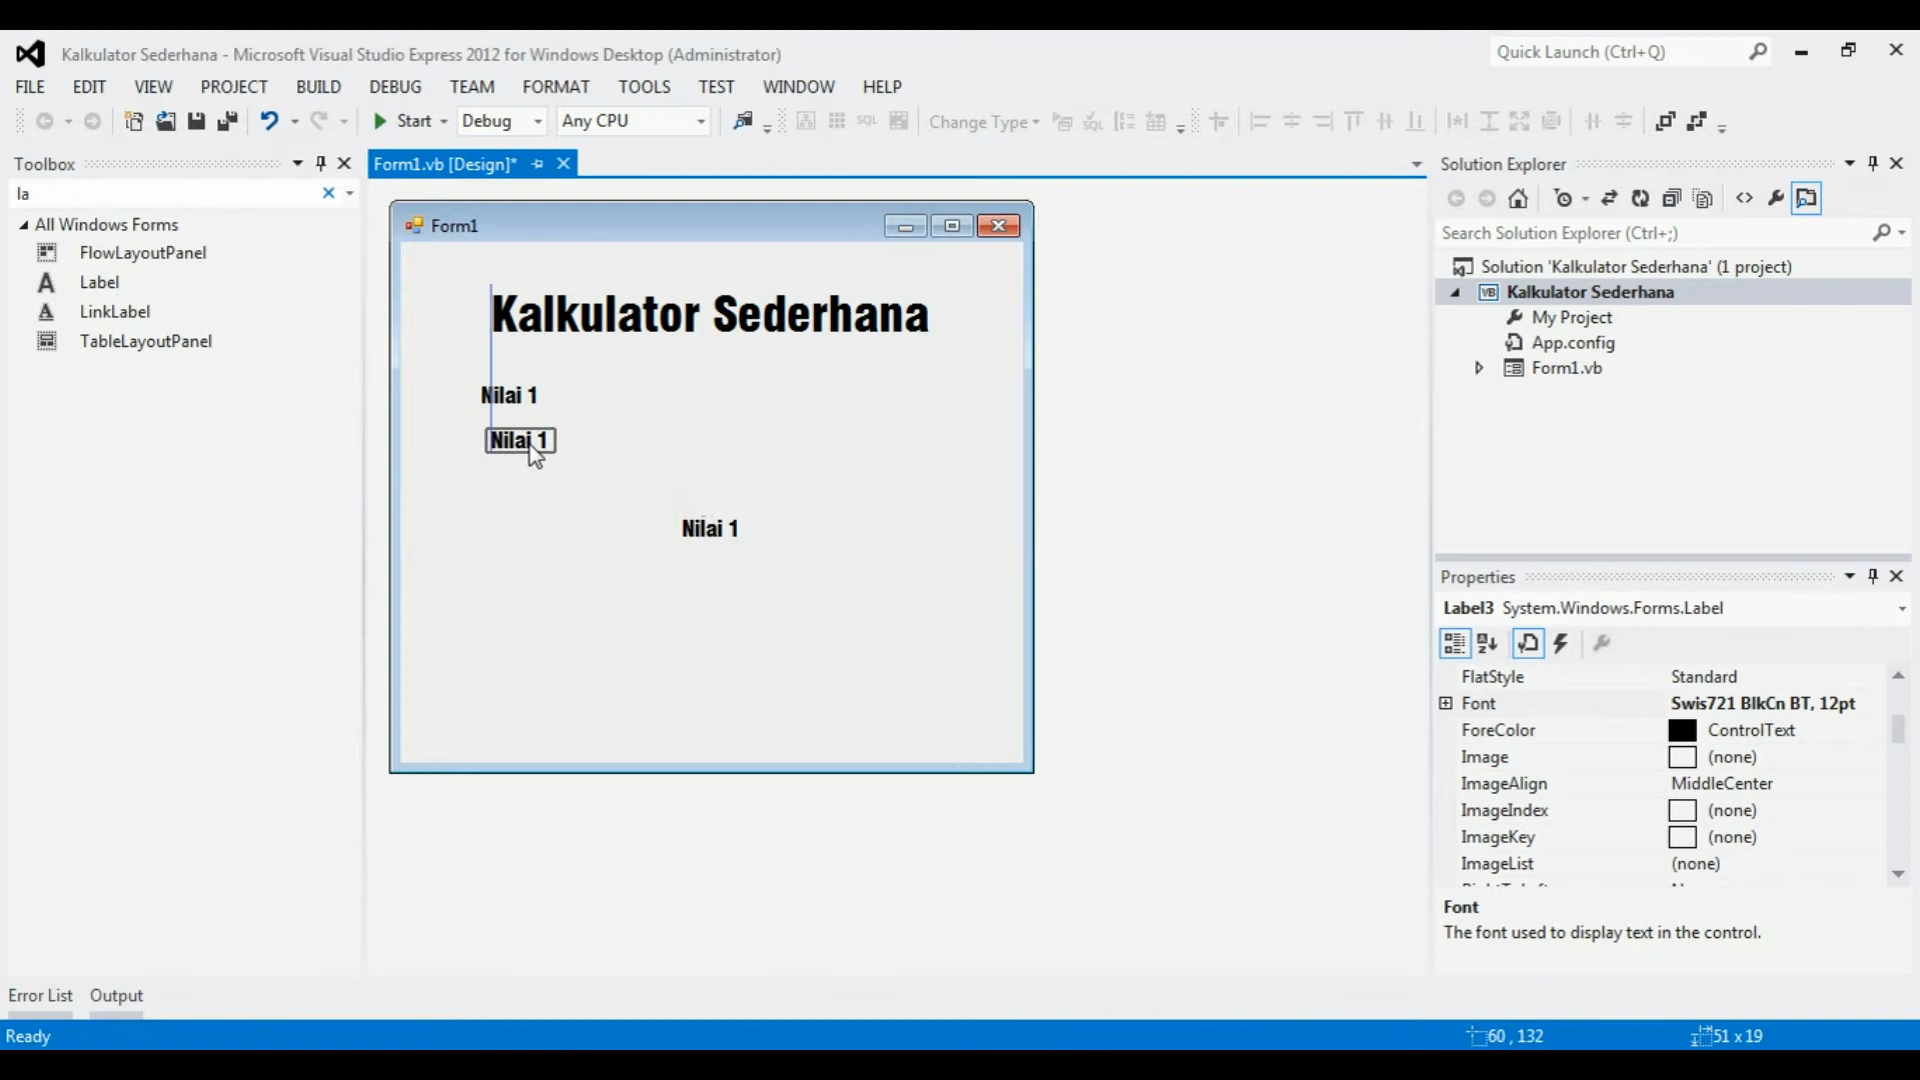 Kalkulator Sederhana - Microsoft Visual Studio Express 2012 for Windows Desktop (Administrator)
Quick Launch (Ctrl+Q)
FILE EDIT VIEW PROJECT BUILD DEBUG TEAM FORMAT TOOLS TEST WINDOW HELP
Start Debug Any CPU SQL Change Type
Toolbox
Form1.vb [Design]*
Solution Explorer
la
All Windows Forms
FlowLayoutPanel
Label
LinkLabel
TableLayoutPanel
Form1
Kalkulator Sederhana
Nilai 1
Nilai 1
Nilai 1
Search Solution Explorer (Ctrl+;)
Solution 'Kalkulator Sederhana' (1 project)
VB Kalkulator Sederhana
My Project
App.config
Form1.vb
Properties
Label3 System.Windows.Forms.Label
FlatStyle Standard
Font Swis721 BlkCn BT, 12pt
ForeColor ControlText
Image (none)
ImageAlign MiddleCenter
ImageIndex (none)
ImageKey (none)
ImageList (none)
Font
The font used to display text in the control.
Error List Output
Ready
60 , 132
51 x 19